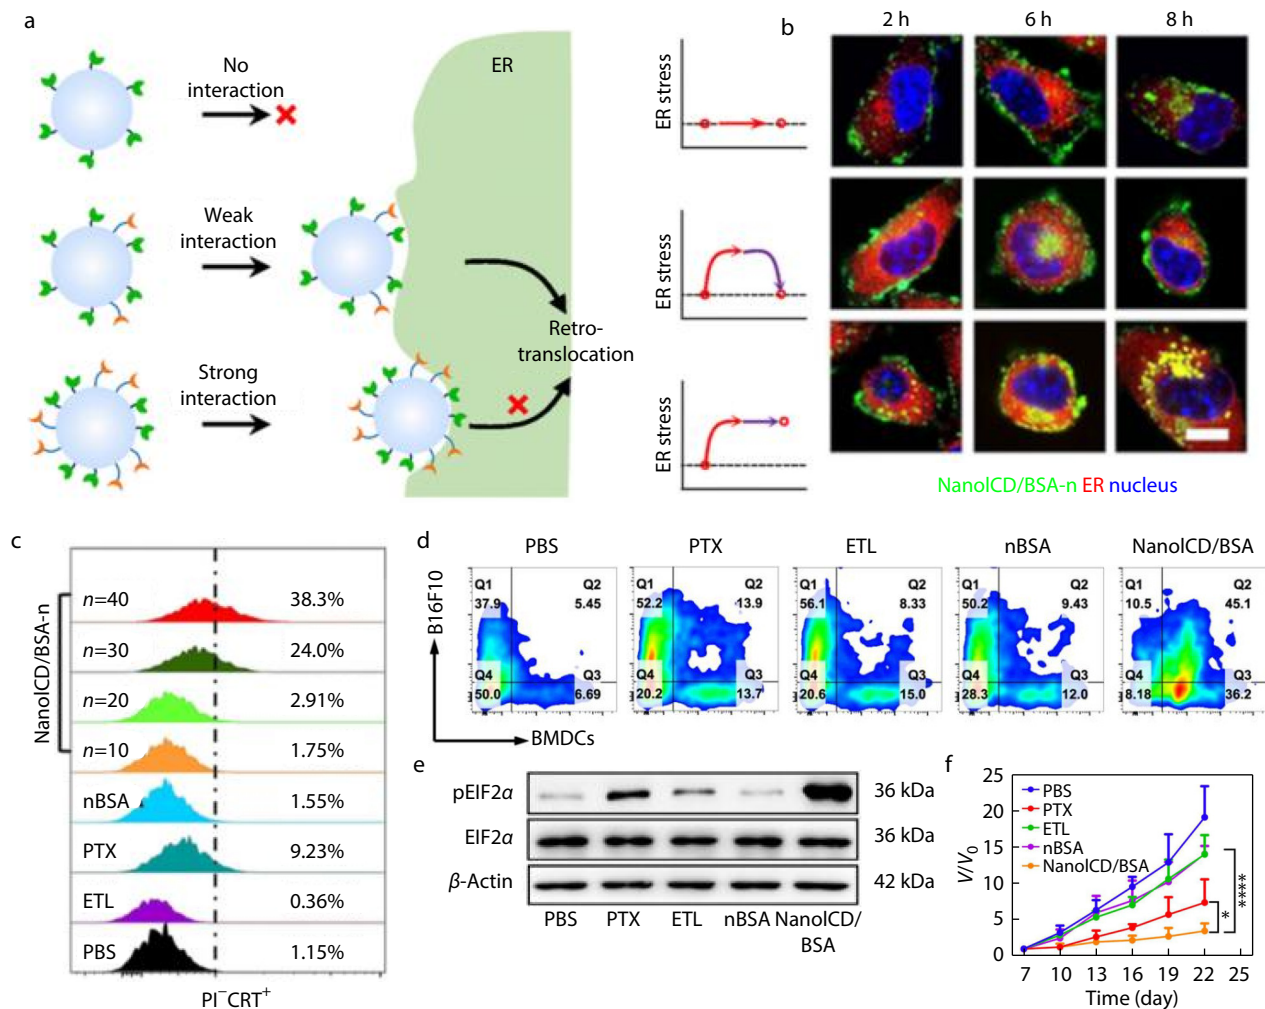 a
No
interaction
ER
Weak
interaction
Retro-
translocation
Strong
interaction
ER stress
ER stress
ER stress
b
2 h
6 h
8 h
NanoICD/BSA-n ER nucleus
c
NanoICD/BSA-n
n=40
38.3%
n=30
24.0%
n=20
2.91%
n=10
1.75%
nBSA
1.55%
PTX
9.23%
ETL
0.36%
PBS
1.15%
PI⁻CRT⁺
d
PBS
PTX
ETL
nBSA
NanoICD/BSA
B16F10
Q1
37.9
Q2
5.45
Q4
50.0
Q3
6.69
Q1
52.2
Q2
13.9
Q4
20.2
Q3
13.7
Q1
56.1
Q2
8.33
Q4
20.6
Q3
15.0
Q1
50.2
Q2
9.43
Q4
28.3
Q3
12.0
Q1
10.5
Q2
45.1
Q4
8.18
Q3
36.2
BMDCs
e
pEIF2α
36 kDa
EIF2α
36 kDa
β-Actin
42 kDa
PBS
PTX
ETL
nBSA
NanoICD/
BSA
f
V/V₀
25
20
15
10
5
0
PBS
PTX
ETL
nBSA
NanoICD/BSA
****
*
7 10 13 16 19 22 25
Time (day)